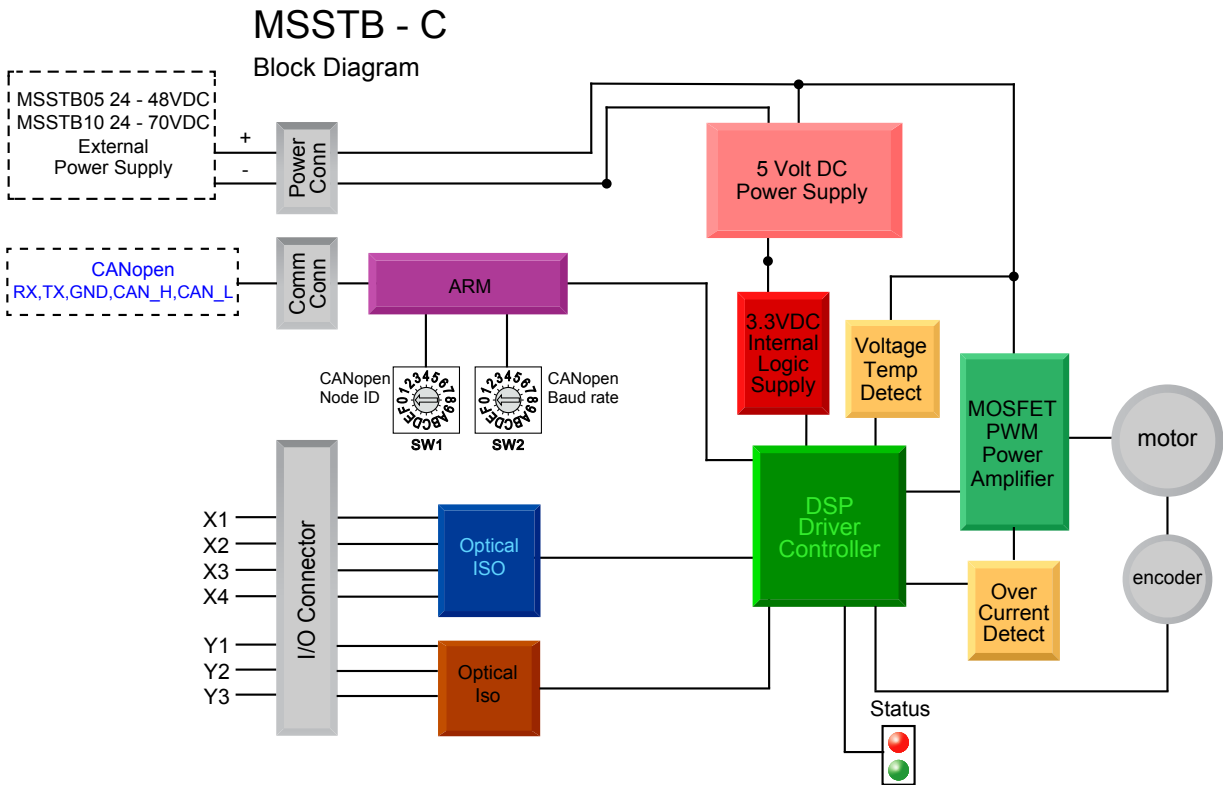 MSSTB - C
Block Diagram
MSSTB05 24 - 48VDC
MSSTB10 24 - 70VDC
External
Power Supply
+
-
Power
Conn
5 Volt DC
Power Supply
CANopen
RX,TX,GND,CAN_H,CAN_L
Comm
Conn
ARM
3.3VDC
Internal
Logic
Supply
Voltage
Temp
Detect
CANopen
Node ID
0123456789ABCDEF
SW1
0123456789ABCDEF
SW2
CANopen
Baud rate
MOSFET
PWM
Power
Amplifier
motor
encoder
DSP
Driver
Controller
Over
Current
Detect
I/O Connector
X1
X2
X3
X4
Optical
ISO
Y1
Y2
Y3
Optical
Iso
Status